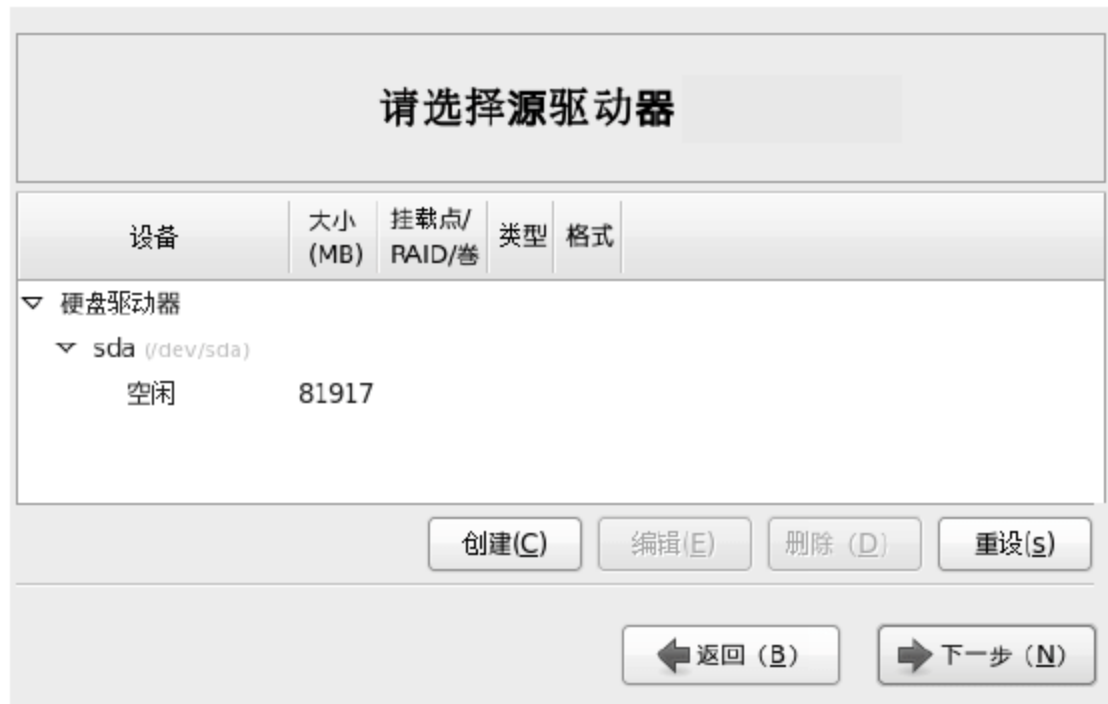 请选择源驱动器
设备 大小(MB) 挂载点/RAID/卷 类型 格式
硬盘驱动器
sda (/dev/sda)
空闲 81917
创建(C) 编辑(E) 删除（D） 重设(s)
返回（B） 下一步（N）